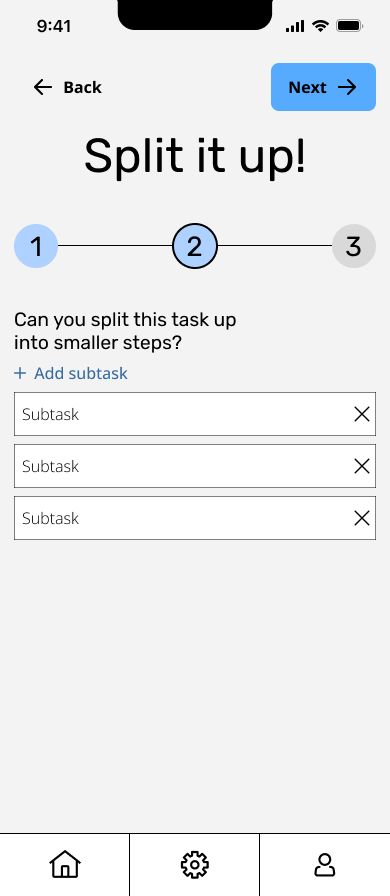 9:41
Back
Next
Split it up!
1
2
3
Can you split this task up
into smaller steps?
+ Add subtask
Subtask
Subtask
Subtask